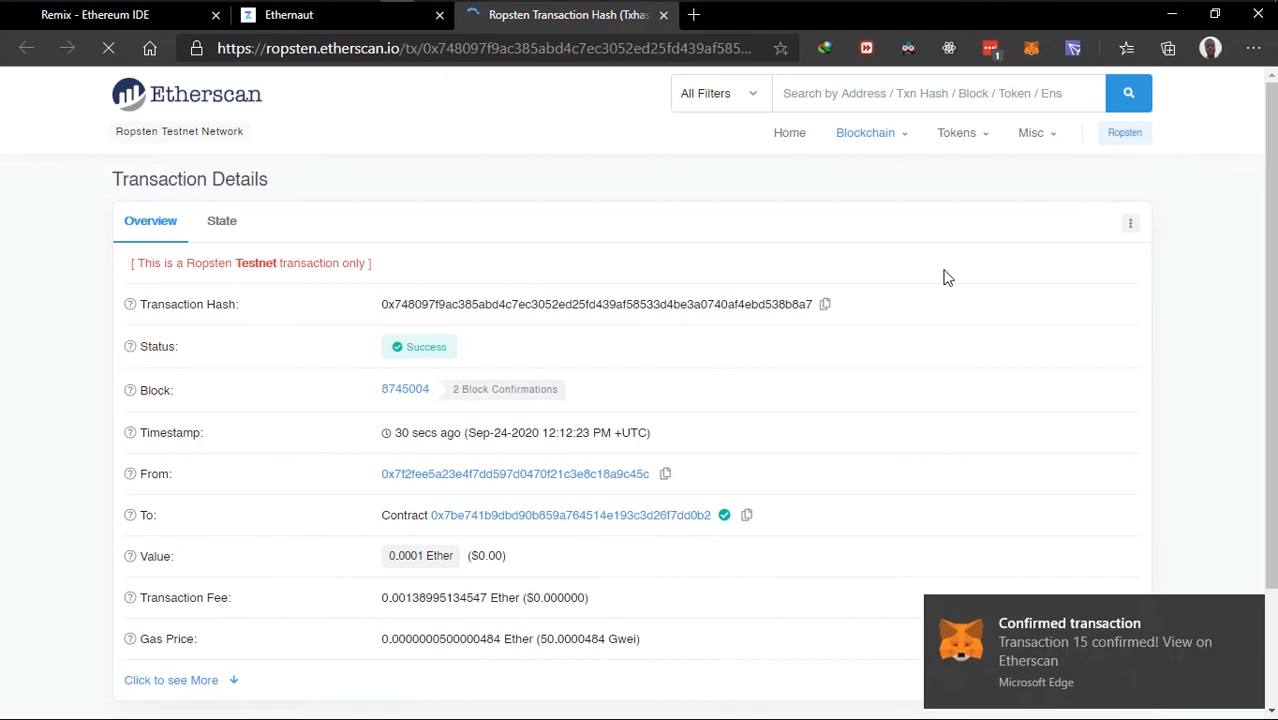 Remix - Ethereum IDE
Ethernaut
Ropsten Transaction Hash (Txhas
https://ropsten.etherscan.io/tx/0x748097f9ac385abd4c7ec3052ed25fd439af585...
1
Etherscan
All Filters
Search by Address / Txn Hash / Block / Token / Ens
Ropsten Testnet Network
Home Blockchain Tokens Misc Ropsten
Transaction Details
Overview State
[ This is a Ropsten Testnet transaction only ]
Transaction Hash: 0x748097f9ac385abd4c7ec3052ed25fd439af58533d4be3a0740af4ebd538b8a7
Status: Success
Block: 8745004 2 Block Confirmations
Timestamp: 30 secs ago (Sep-24-2020 12:12:23 PM +UTC)
From: 0x7f2fee5a23e4f7dd597d0470f21c3e8c18a9c45c
To: Contract 0x7be741b9dbd90b859a764514e193c3d26f7dd0b2
Value: 0.0001 Ether ($0.00)
Transaction Fee: 0.00138995134547 Ether ($0.000000)
Gas Price: 0.0000000500000484 Ether (50.0000484 Gwei)
Click to see More
Confirmed transaction
Transaction 15 confirmed! View on
Etherscan
Microsoft Edge